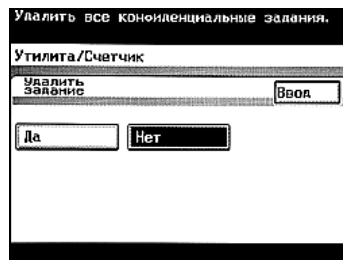 Удалить все конфиденциальные задания.
Утилита/Счетчик
Удалить
задание
Ввод
Да
Нет